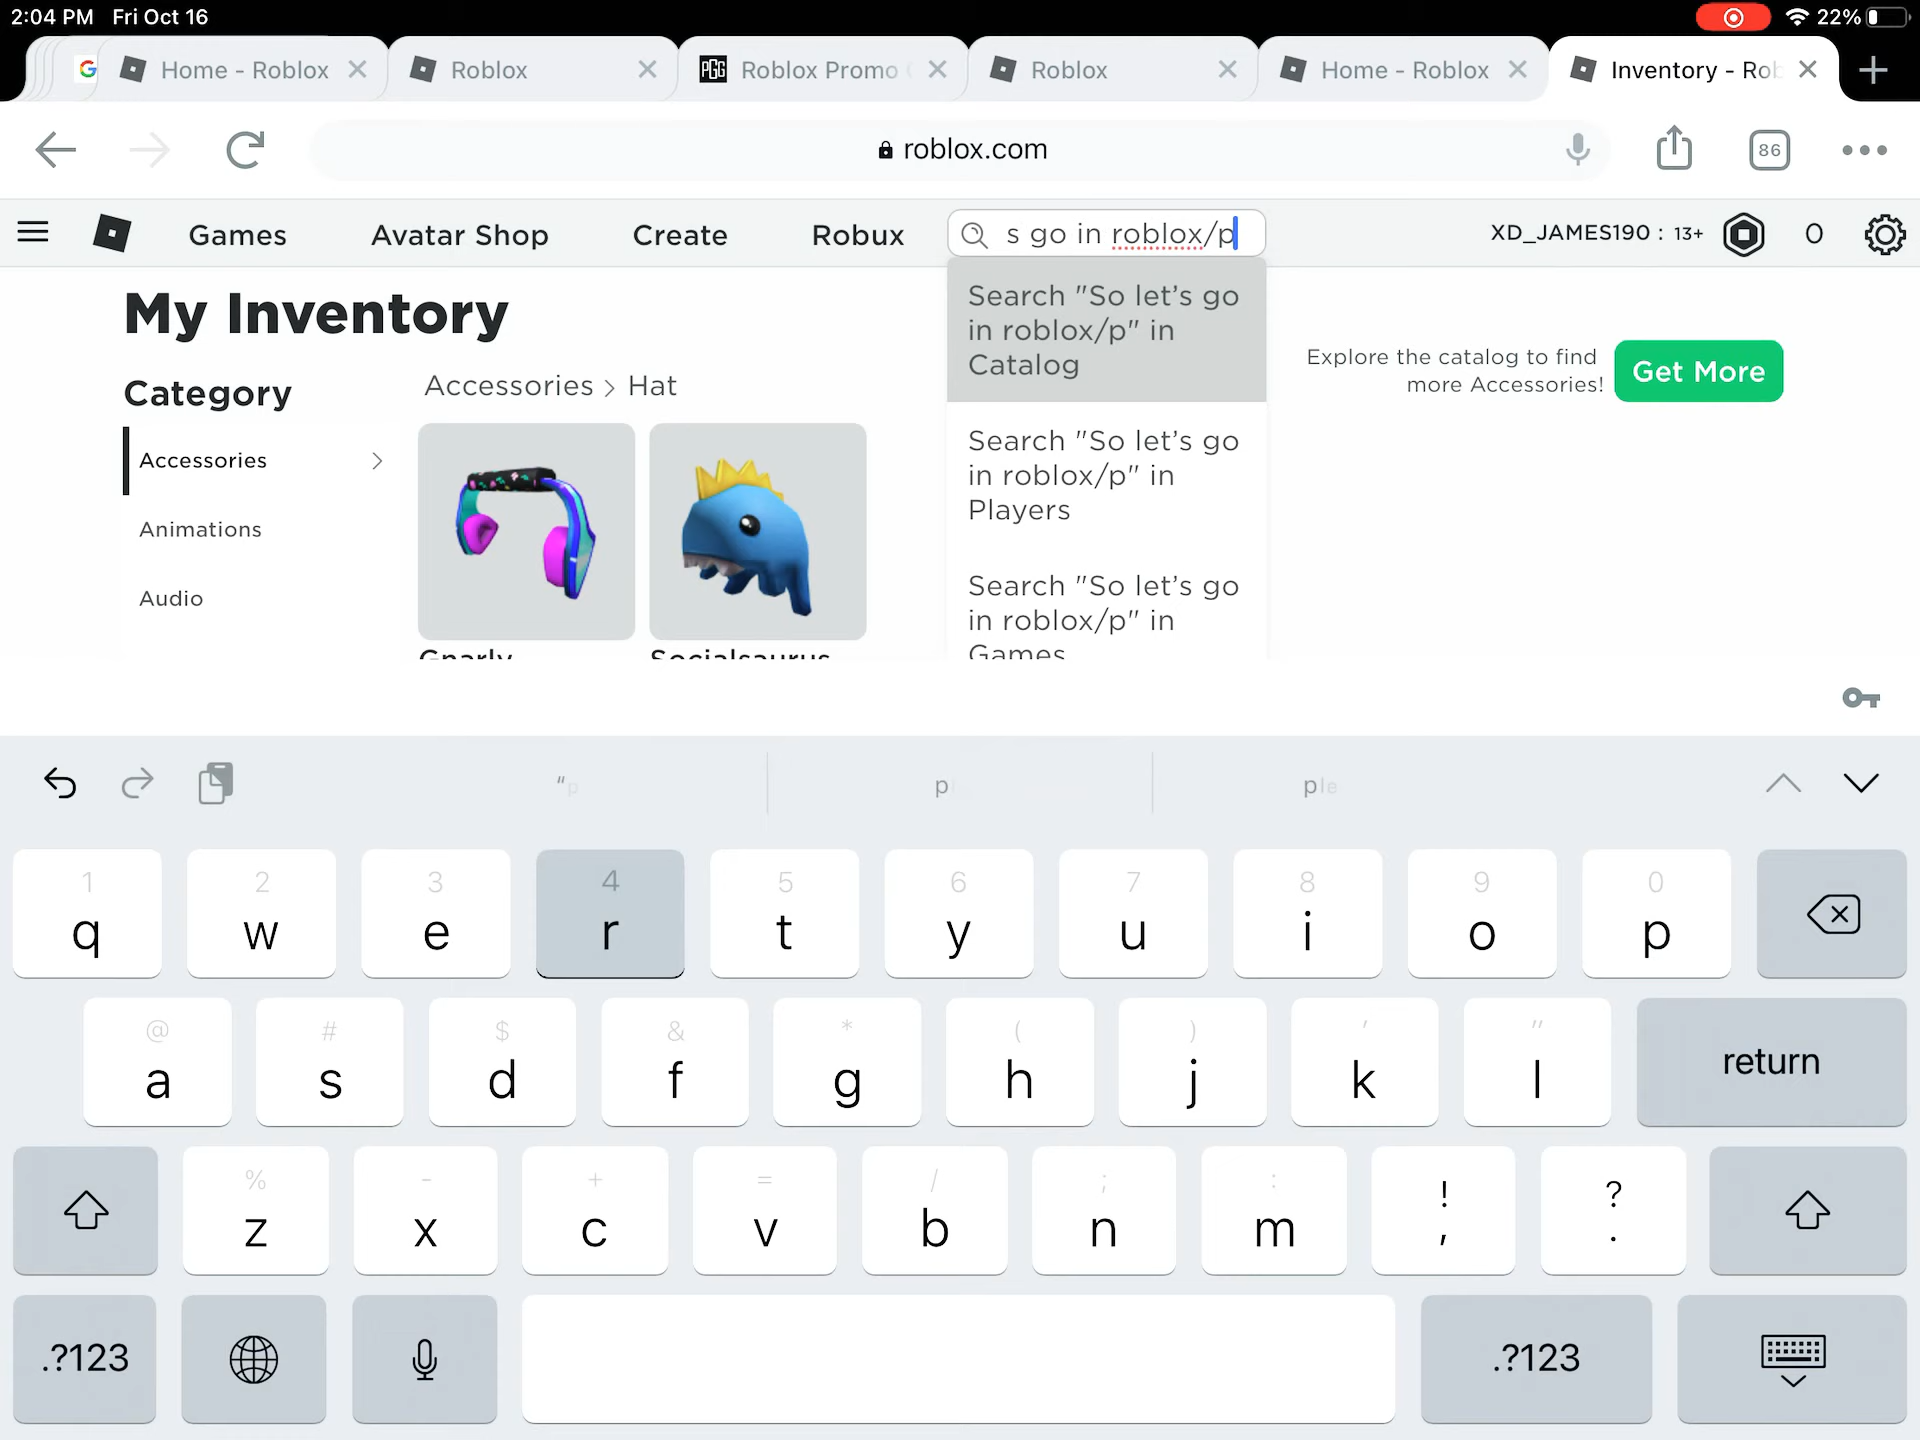 2:04 PM Fri Oct 16
22%
Home - Roblox
Roblox
Roblox Promo
Roblox
Home - Roblox
Inventory - Rob
roblox.com
86
Games
Avatar Shop
Create
Robux
s go in roblox/p
XD_JAMES190 : 13+
0
My Inventory
Search "So let’s go
in roblox/p" in
Catalog
Search "So let’s go
in roblox/p" in
Players
Search "So let’s go
in roblox/p" in
Games
Explore the catalog to find
more Accessories!
Get More
Category
Accessories > Hat
Accessories
Animations
Audio
Gnarly
Socialsaurus
"p
p
ple
1 2 3 4 5 6 7 8 9 0
q w e r t y u i o p
@ # $ & * ( ) ' "
a s d f g h j k l return
% - + = / ; : ! ?
z x c v b n m , .
.?123 .?123